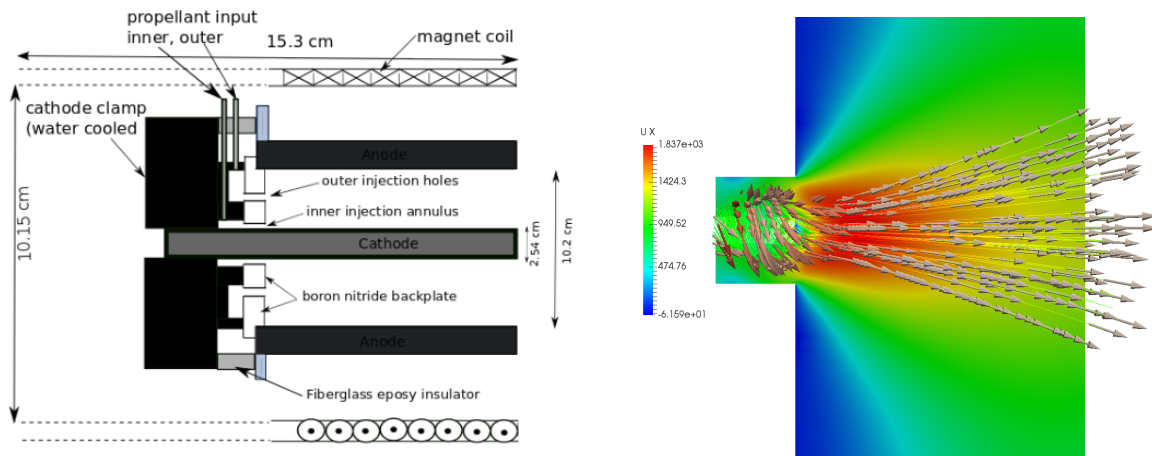 propellant input
inner, outer
15.3 cm
magnet coil
cathode clamp
(water cooled
Anode
outer injection holes
inner injection annulus
10.15 cm
Cathode
2.54 cm
10.2 cm
boron nitride backplate
Anode
Fiberglass eposy insulator
U X
1.837e+03
1424.3
949.52
474.76
-6.159e+01